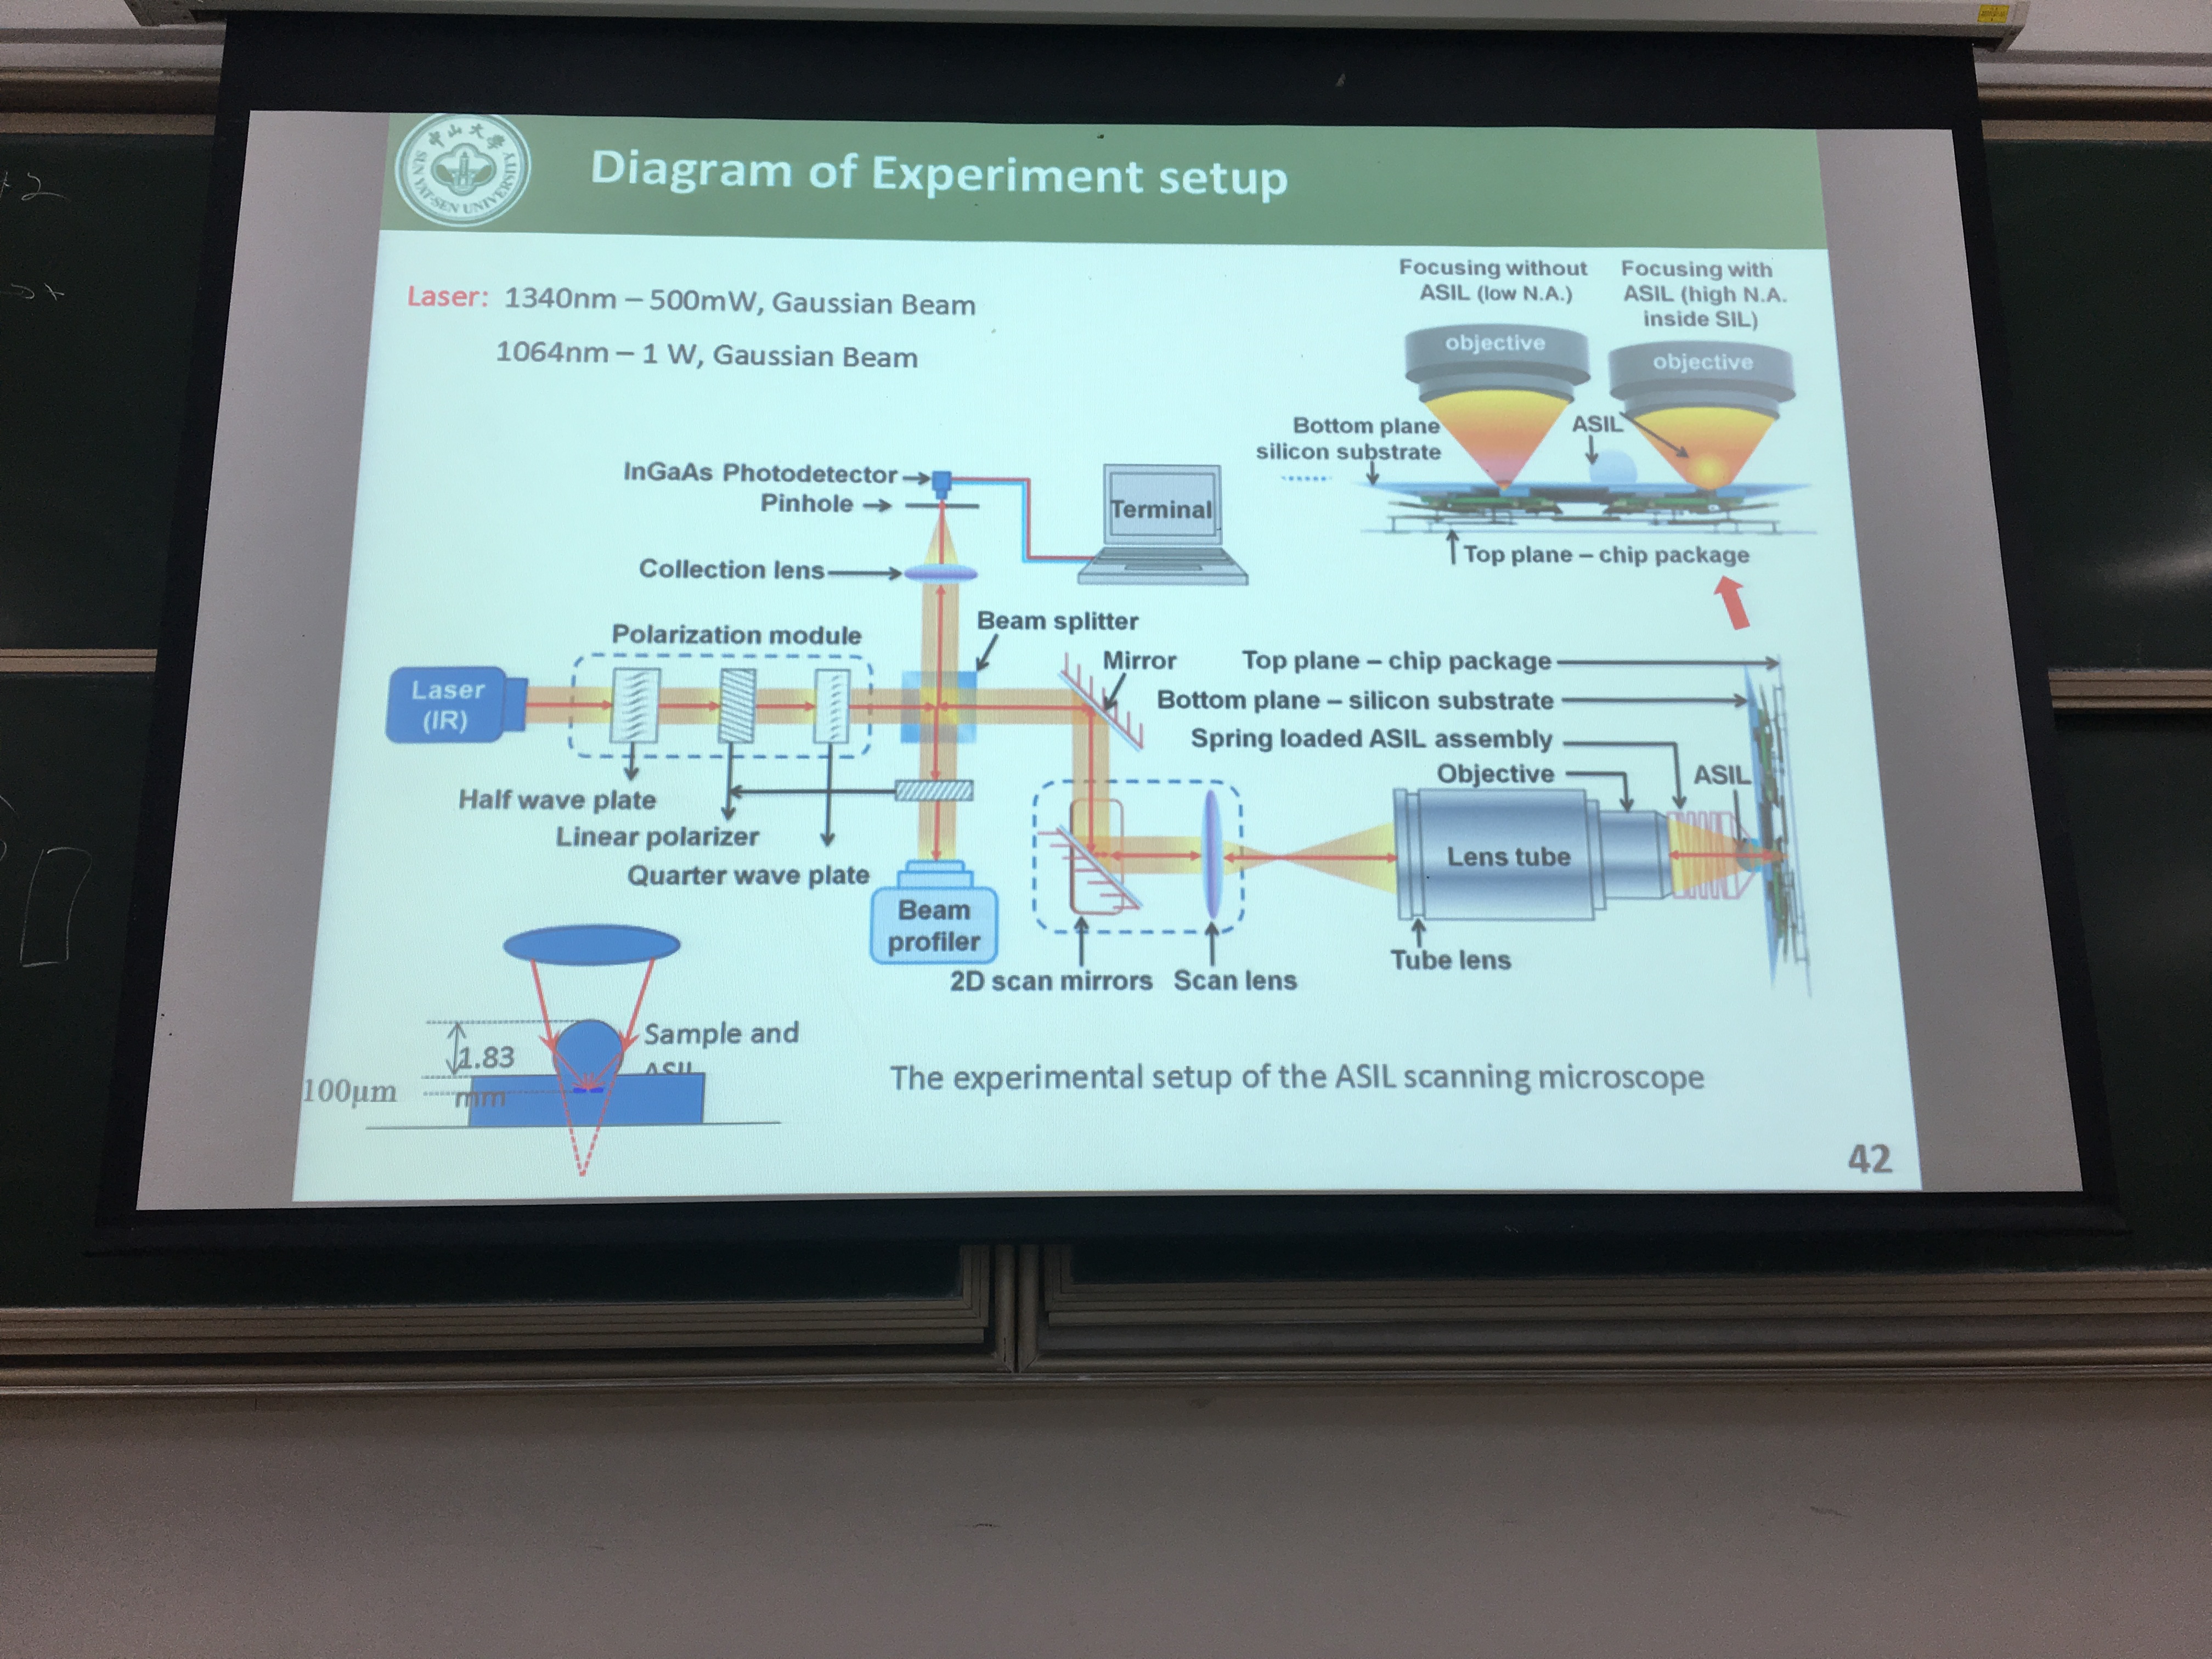 中山大学
SUN YAT-SEN UNIVERSITY
Diagram of Experiment setup
Laser: 1340nm – 500mW, Gaussian Beam
1064nm – 1 W, Gaussian Beam
Focusing without
ASIL (low N.A.)
Focusing with
ASIL (high N.A.
inside SIL)
objective
objective
Bottom plane
silicon substrate
ASIL
Top plane – chip package
InGaAs Photodetector
Pinhole
Terminal
Collection lens
Polarization module
Beam splitter
Mirror
Laser
(IR)
Half wave plate
Linear polarizer
Quarter wave plate
Beam
profiler
Top plane – chip package
Bottom plane – silicon substrate
Spring loaded ASIL assembly
Objective
ASIL
Lens tube
Tube lens
2D scan mirrors
Scan lens
Sample and
ASIL
1.83
mm
100μm
The experimental setup of the ASIL scanning microscope
42